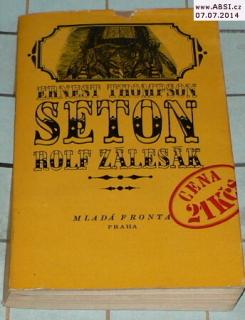 www.ABSI.cz
07.07.2014
ERNEST THOMPSON
SETON
ROLF ZÁLESÁK
CENA
21 Kčs
MLADÁ FRONTA
PRAHA